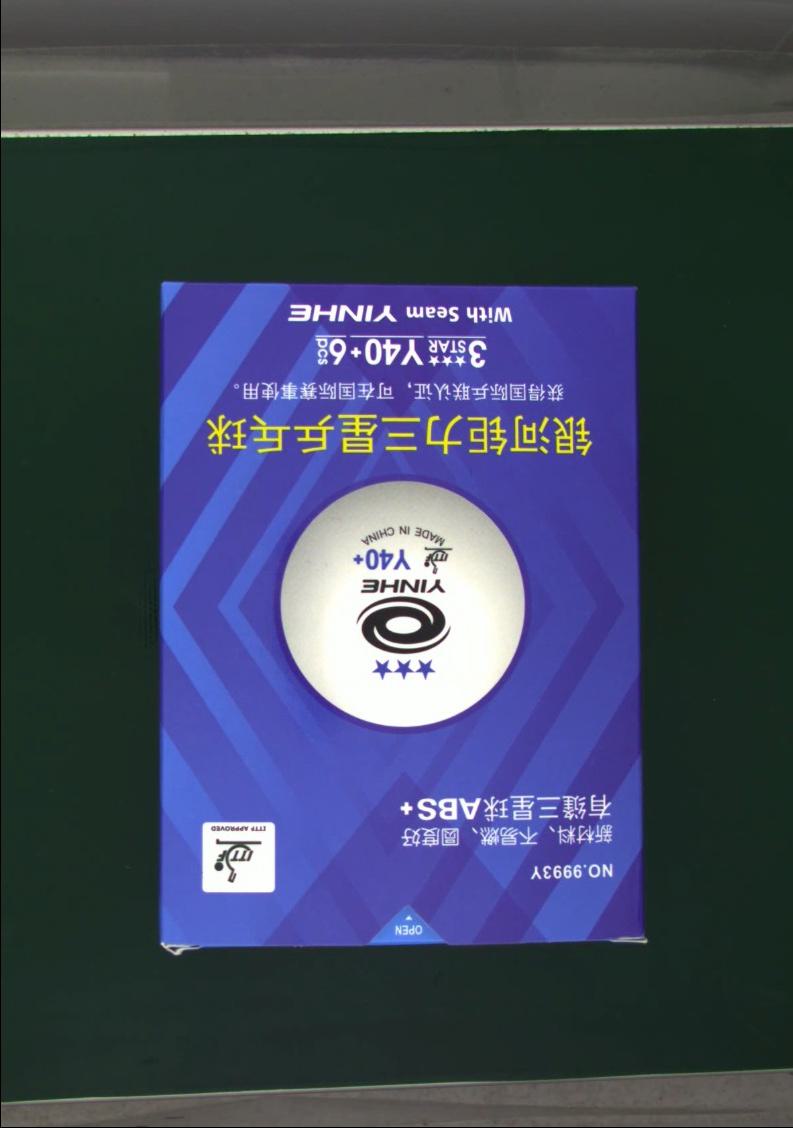 OPEN
NO.9993Y
新材料、不易燃、圆度好
有缝三星球ABS+
ITTF APPROVED
YINHE
ITTF Y40+
MADE IN CHINA
银河钜力三星乒乓球
获得国际乒联认证，可在国际赛事使用。
3 STAR Y40+ 6 PCS
With Seam YINHE